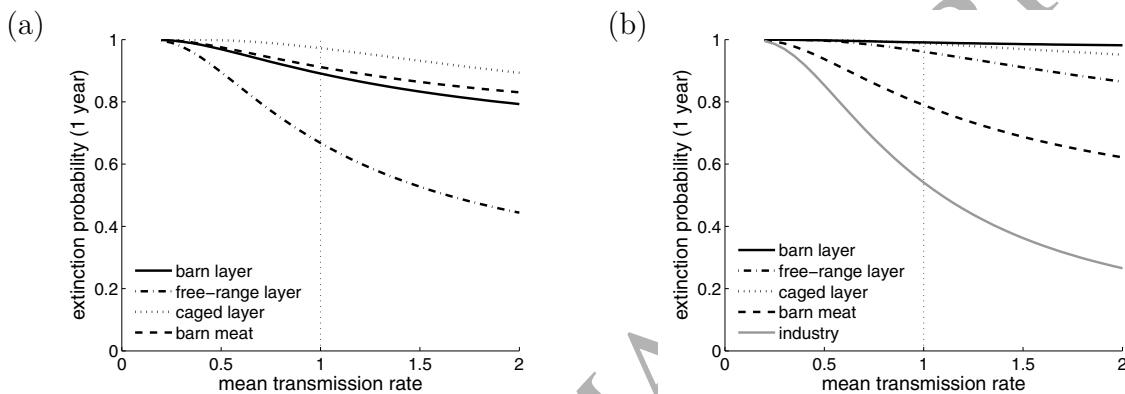 (a)
extinction probability (1 year)
1
0.8
0.6
0.4
0.2
0
barn layer
free−range layer
caged layer
barn meat
0 0.5 1 1.5 2
mean transmission rate
(b)
extinction probability (1 year)
1
0.8
0.6
0.4
0.2
0
barn layer
free−range layer
caged layer
barn meat
industry
0 0.5 1 1.5 2
mean transmission rate